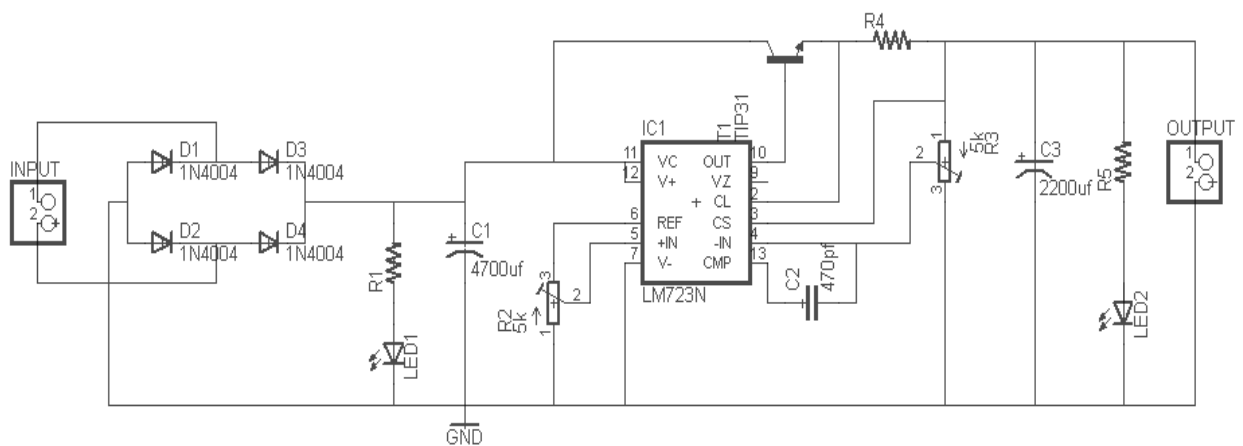 R4
T1
TIP31
IC1
11 VC OUT 10
12 V+ VZ 9
+ CL 2
6 REF CS 3
5 +IN -IN 4
7 V- CMP 13
LM723N
INPUT
1
2
+
D1
1N4004
D3
1N4004
D2
1N4004
D4
1N4004
R1
LED1
+
C1
4700uf
R2
5k
3
2
1
+
C2
470pf
+
1
2
3
5k
R3
+
C3
2200uf
R5
LED2
OUTPUT
1
2
+
GND